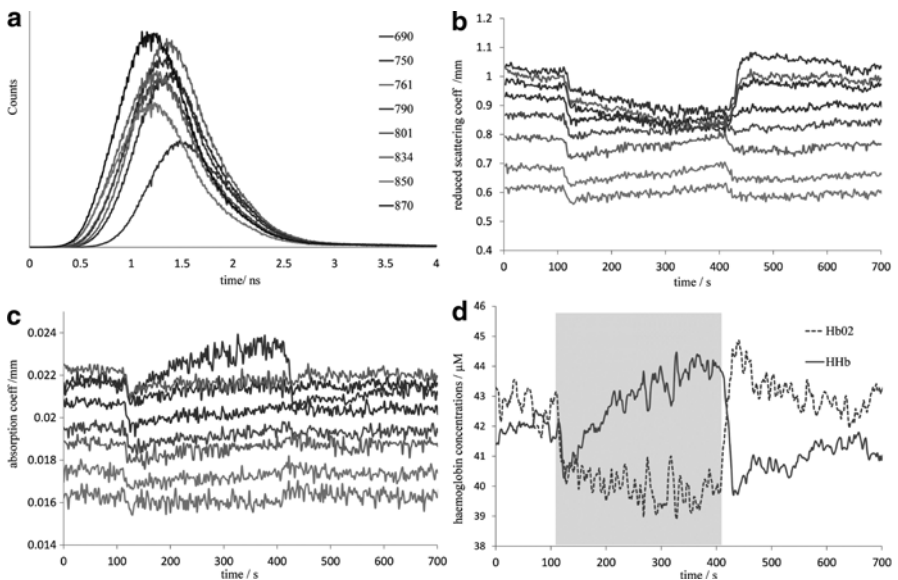 a
Counts
690
750
761
790
801
834
850
870
0 0.5 1 1.5 2 2.5 3 3.5 4
time/ ns
b
reduced scattering coeff /mm
1.2
1.1
1
0.9
0.8
0.7
0.6
0.5
0.4
0 100 200 300 400 500 600 700
time / s
c
absorption coeff /mm
0.024
0.022
0.02
0.018
0.016
0.014
0 100 200 300 400 500 600 700
time / s
d
haemoglobin concentrations / μM
46
45
44
43
42
41
40
39
38
Hb02
HHb
0 100 200 300 400 500 600 700
time / s